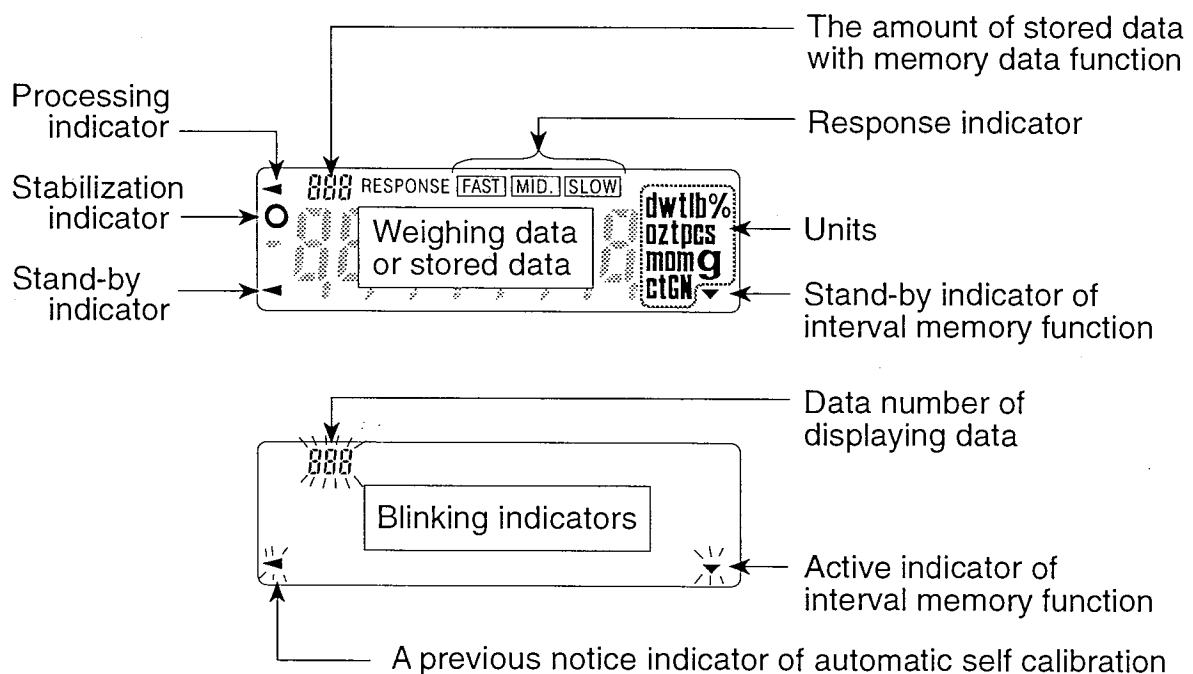 The amount of stored data
with memory data function
Processing
indicator
Response indicator
888 RESPONSE FAST MID. SLOW
Stabilization
indicator
Weighing data
or stored data
dwtlb%
oztpcs
momg
ctGN
Units
Stand-by
indicator
Stand-by indicator of
interval memory function
Data number of
displaying data
888
Blinking indicators
Active indicator of
interval memory function
A previous notice indicator of automatic self calibration